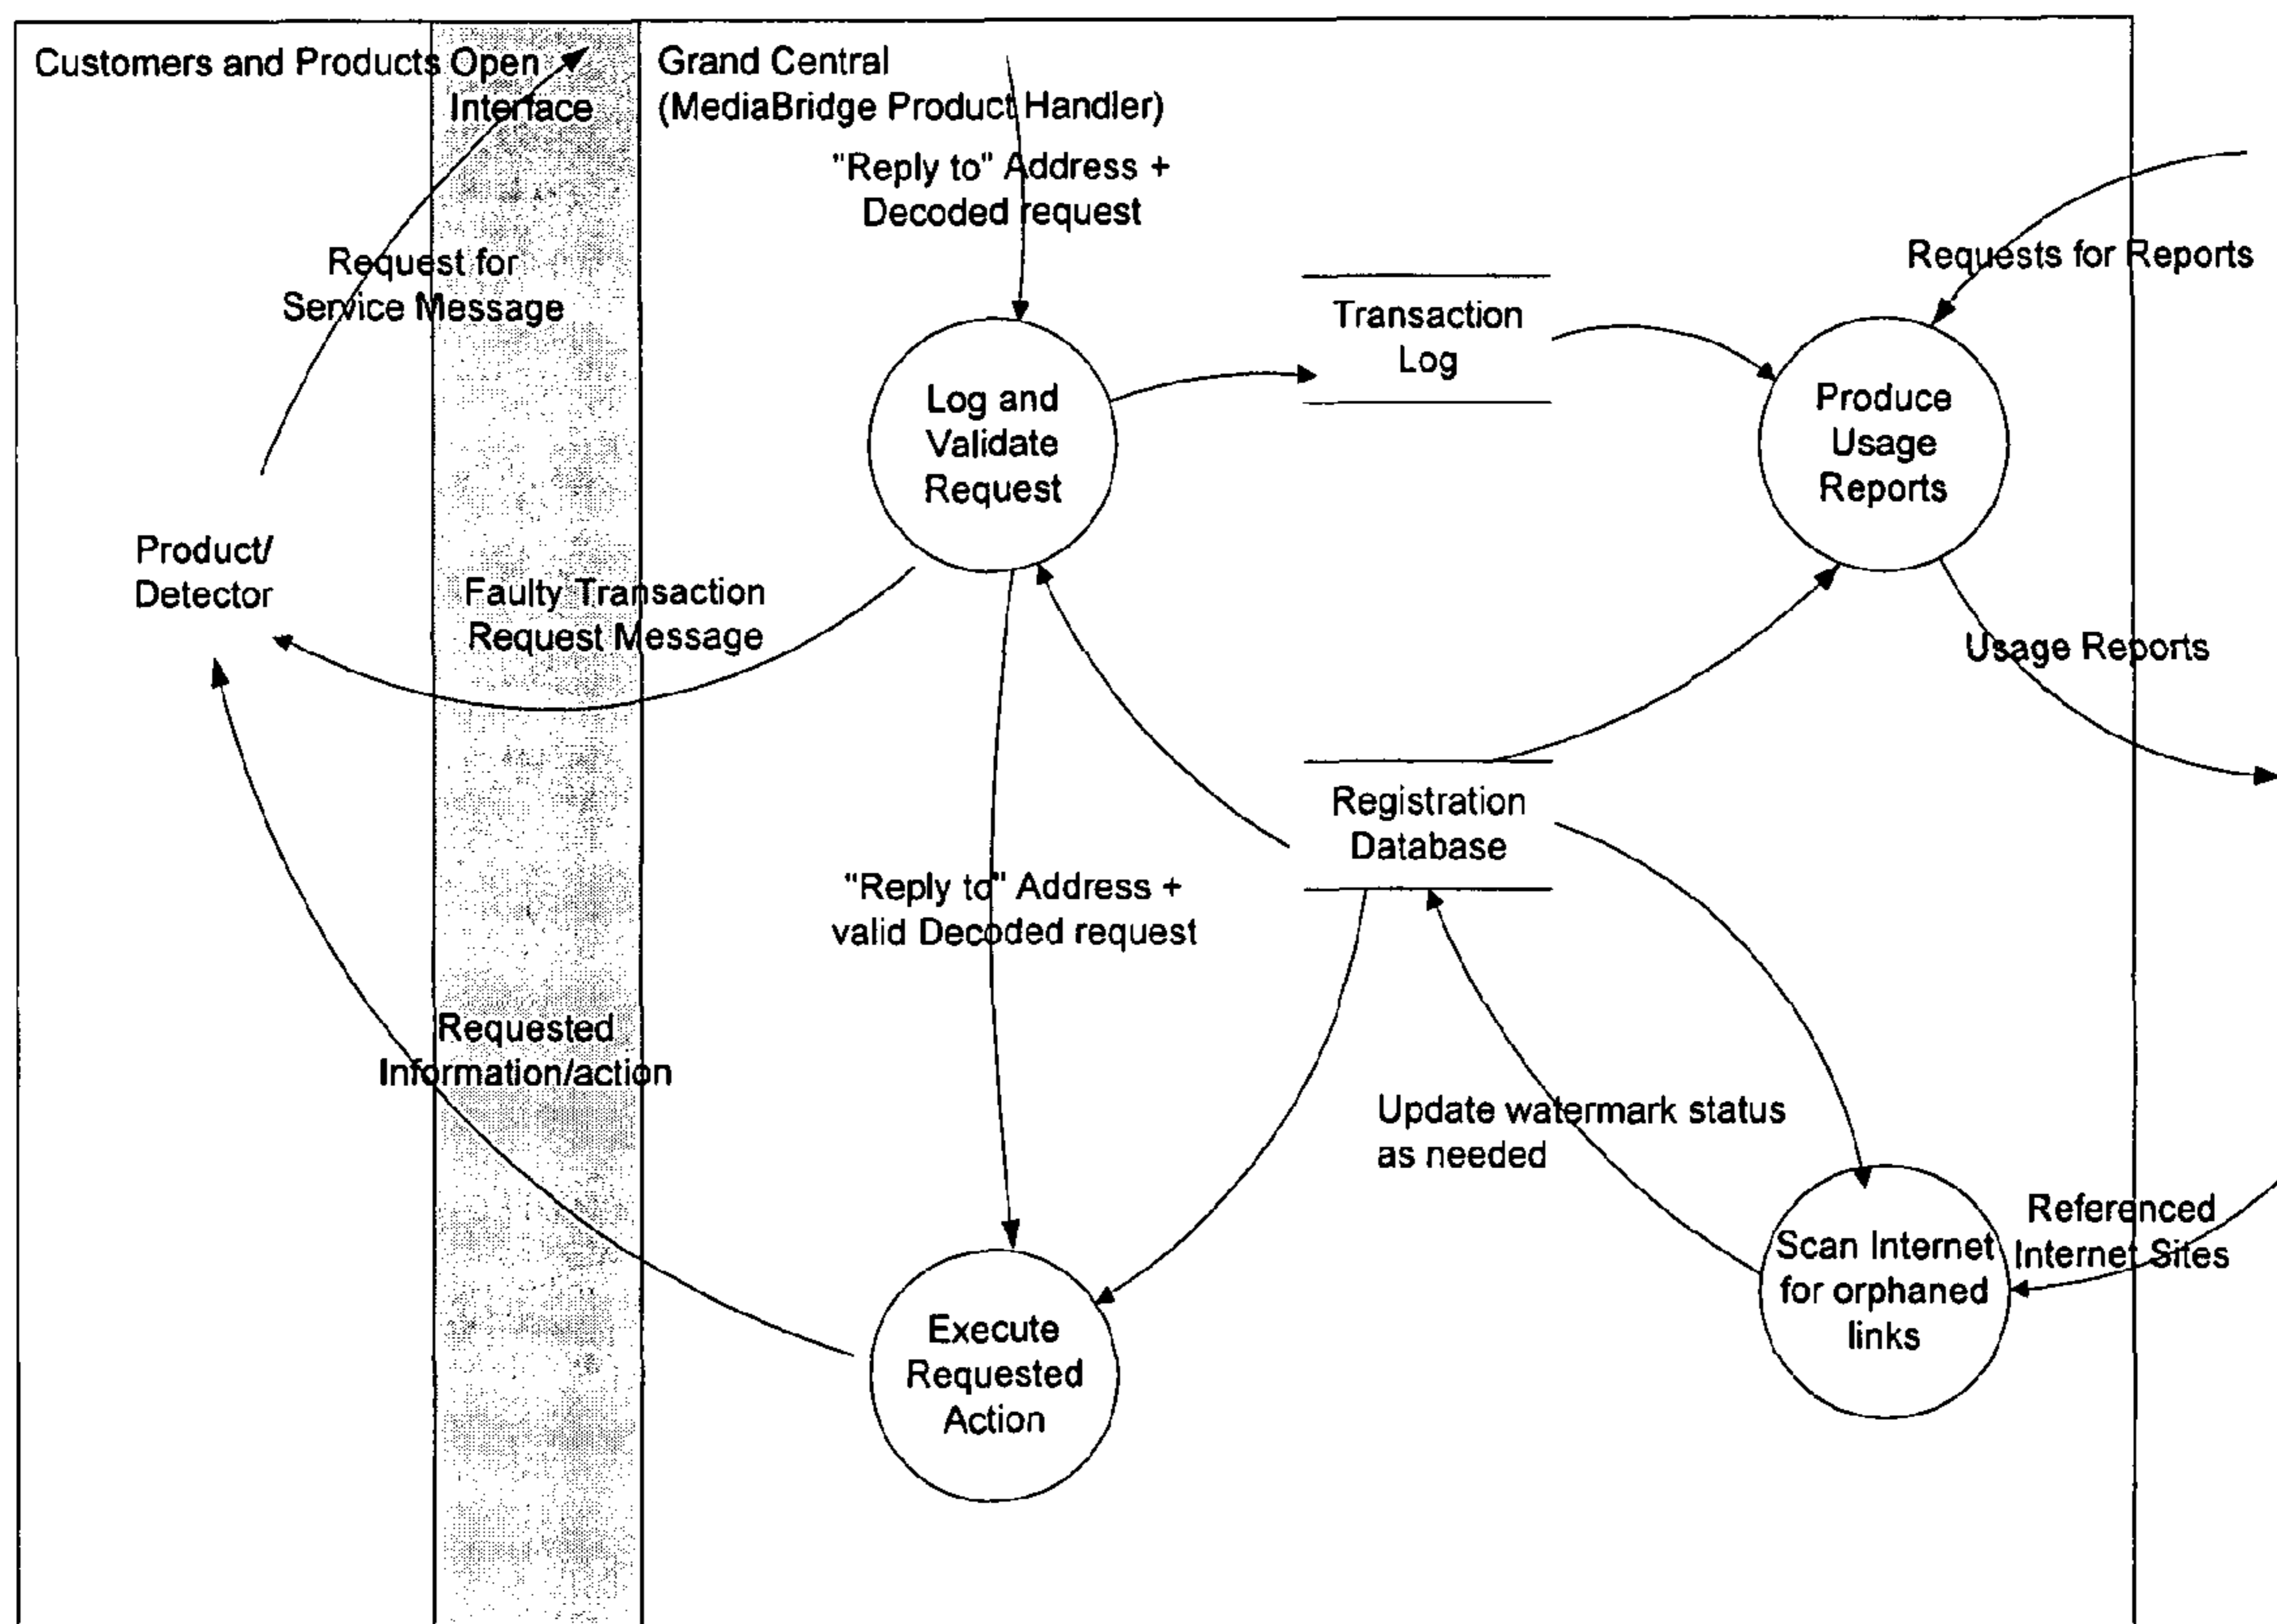 Customers and Products
Open
Interface
Grand Central
(MediaBridge Product Handler)
"Reply to" Address +
Decoded request
Request for
Service Message
Requests for Reports
Transaction
Log
Log and
Validate
Request
Produce
Usage
Reports
Product/
Detector
Faulty Transaction
Request Message
Usage Reports
Registration
Database
"Reply to" Address +
valid Decoded request
Requested
Information/action
Update watermark status
as needed
Referenced
Internet Sites
Scan Internet
for orphaned
links
Execute
Requested
Action